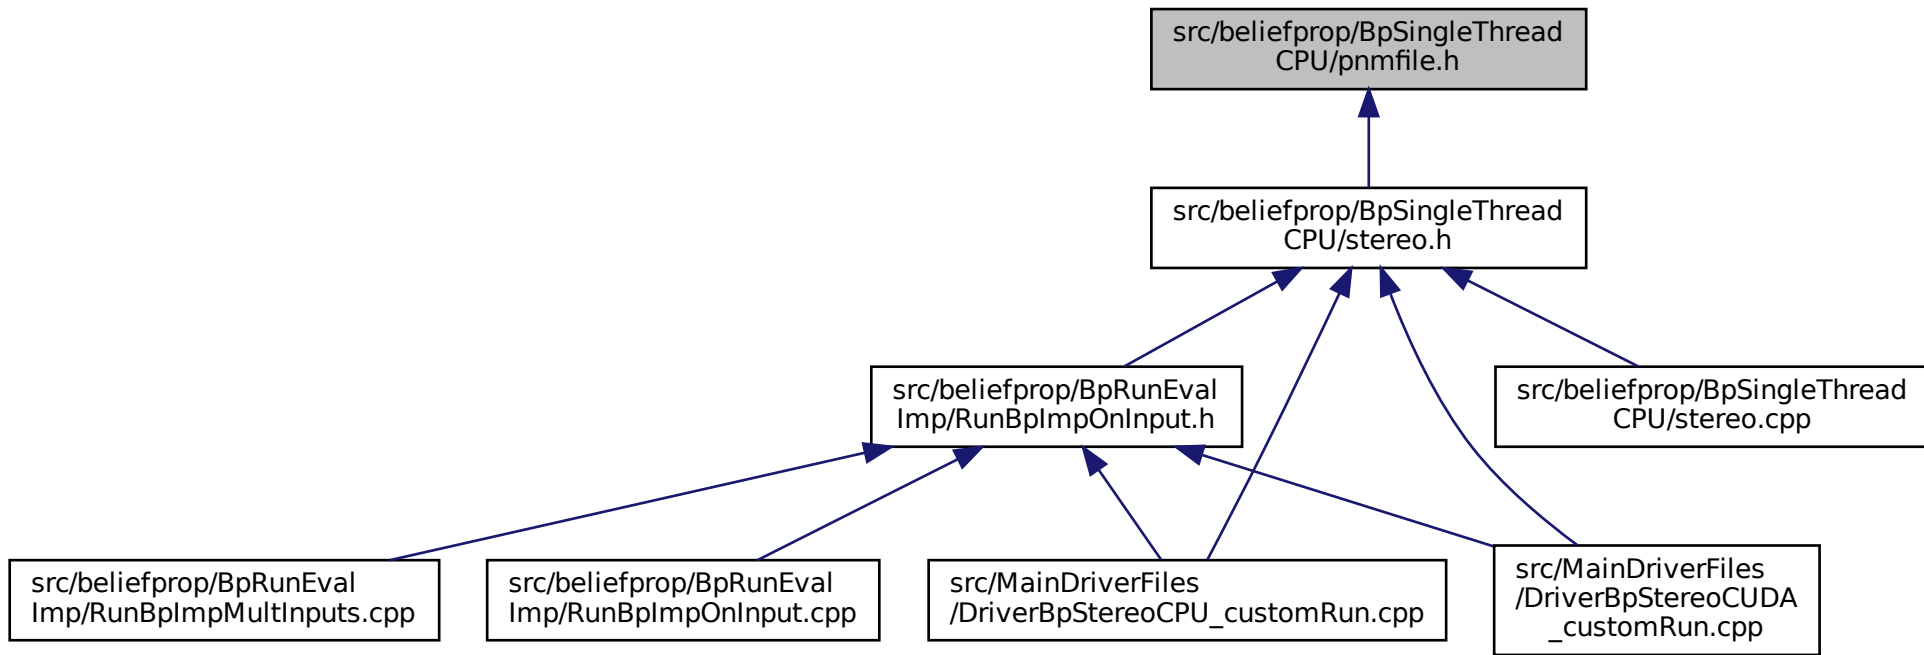 src/beliefprop/BpSingleThread
CPU/pnmfile.h
src/beliefprop/BpSingleThread
CPU/stereo.h
src/beliefprop/BpRunEval
Imp/RunBpImpOnInput.h
src/beliefprop/BpSingleThread
CPU/stereo.cpp
src/beliefprop/BpRunEval
Imp/RunBpImpMultInputs.cpp
src/beliefprop/BpRunEval
Imp/RunBpImpOnInput.cpp
src/MainDriverFiles
/DriverBpStereoCPU_customRun.cpp
src/MainDriverFiles
/DriverBpStereoCUDA
_customRun.cpp